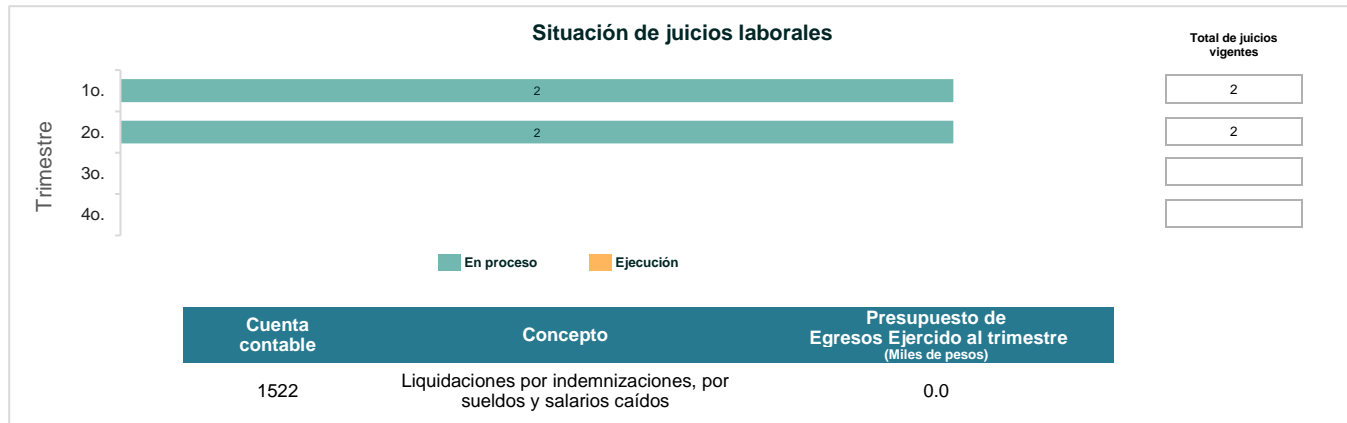 Situación de juicios laborales
Total de juicios
vigentes
Trimestre
1o.
2
2
2o.
2
2
3o.
4o.
En proceso
Ejecución
Cuenta
contable
Concepto
Presupuesto de
Egresos Ejercido al trimestre
(Miles de pesos)
1522
Liquidaciones por indemnizaciones, por
sueldos y salarios caídos
0.0